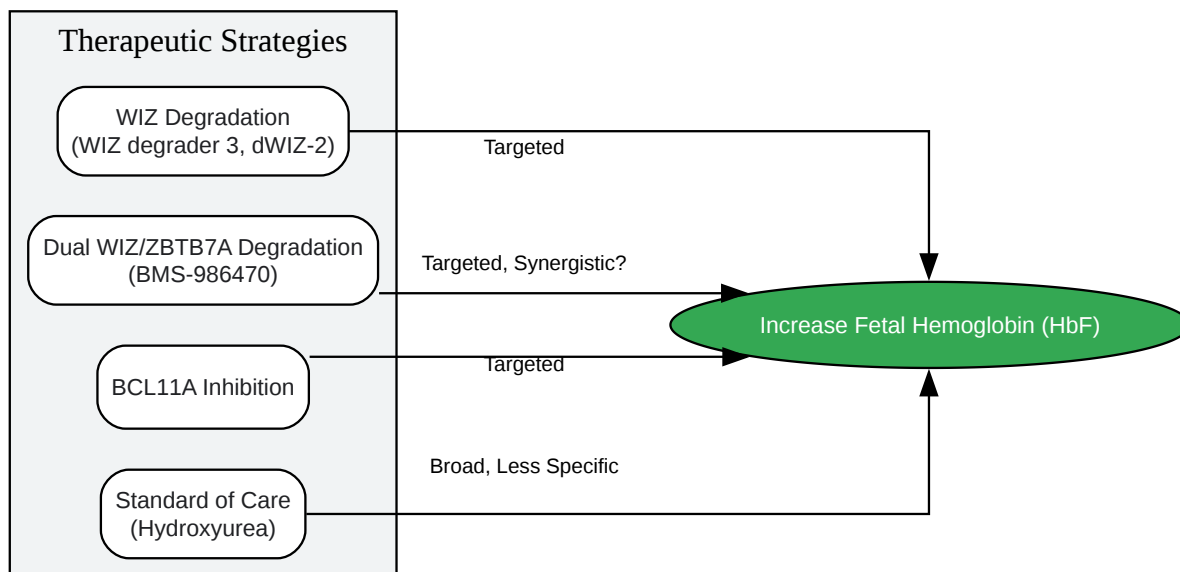 Therapeutic Strategies
WIZ Degradation
(WIZ degrader 3, dWIZ-2)
Targeted
Dual WIZ/ZBTB7A Degradation
(BMS-986470)
Targeted, Synergistic?
Increase Fetal Hemoglobin (HbF)
BCL11A Inhibition
Targeted
Broad, Less Specific
Standard of Care
(Hydroxyurea)